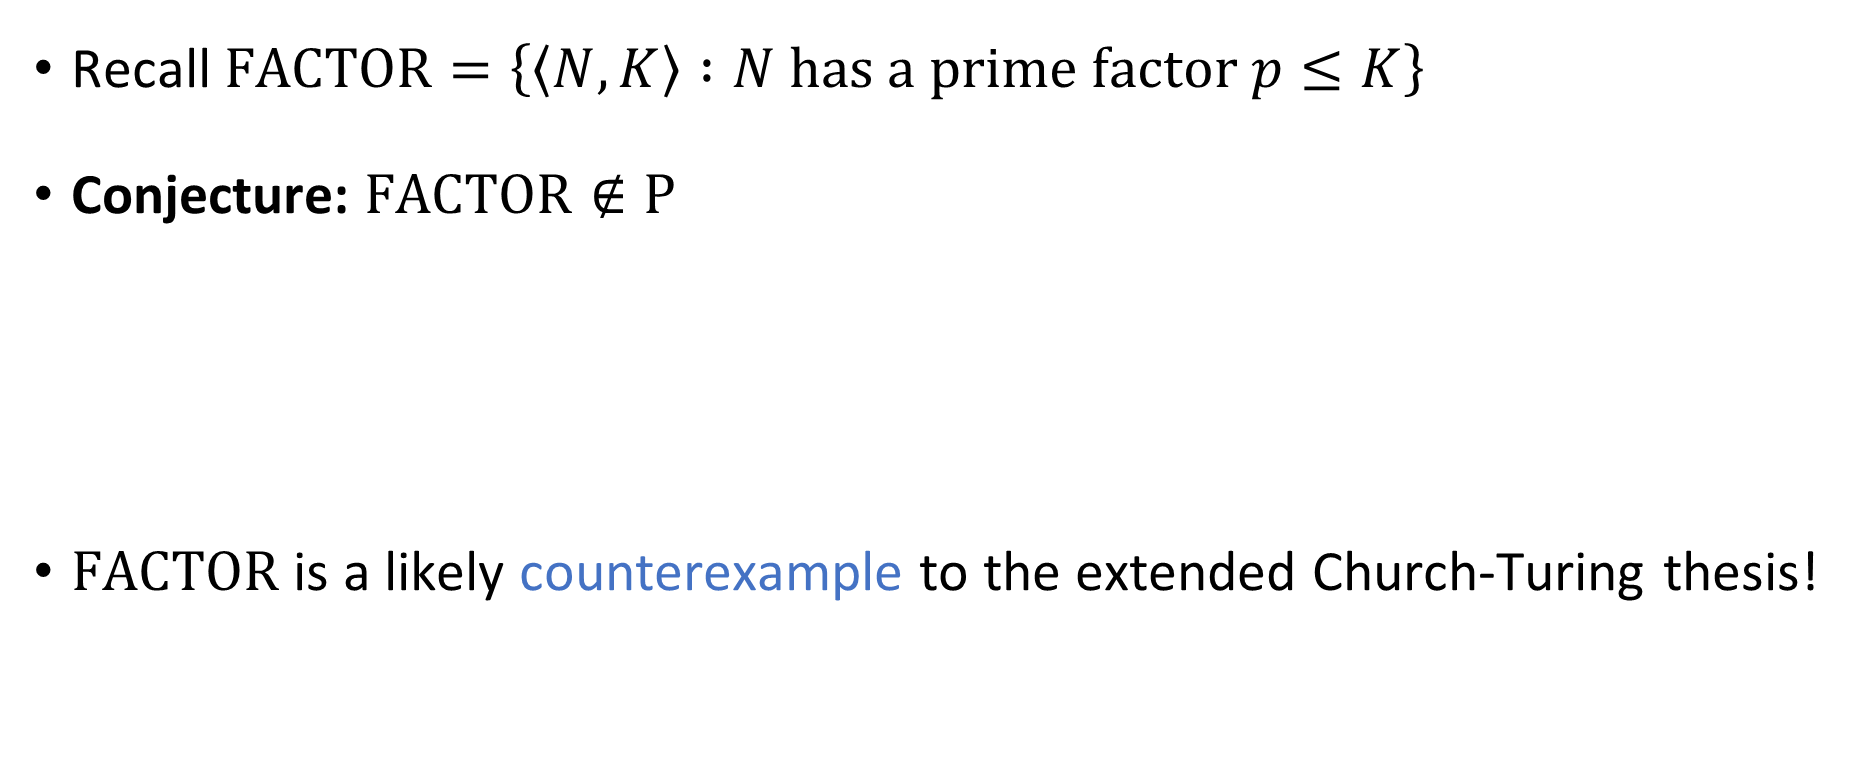 • Recall FACTOR = {⟨N, K⟩ : N has a prime factor p ≤ K}
• Conjecture: FACTOR ∉ P
• FACTOR is a likely counterexample to the extended Church-Turing thesis!